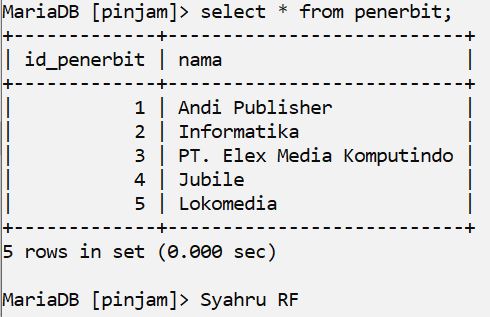 MariaDB [pinjam]> select * from penerbit;
+-------------+---------------------------+
| id_penerbit | nama                      |
+-------------+---------------------------+
|           1 | Andi Publisher            |
|           2 | Informatika               |
|           3 | PT. Elex Media Komputindo |
|           4 | Jubile                    |
|           5 | Lokomedia                 |
+-------------+---------------------------+
5 rows in set (0.000 sec)
MariaDB [pinjam]> Syahru RF